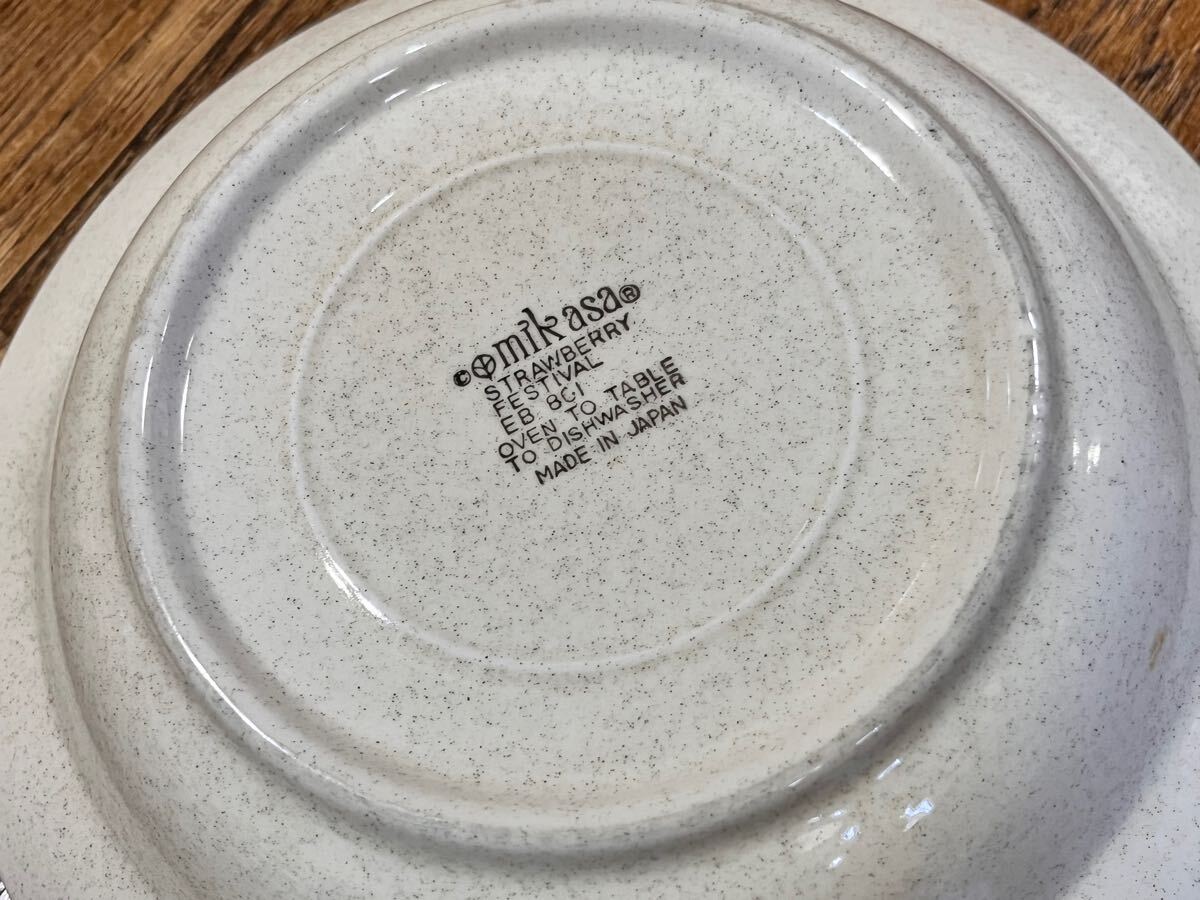 © mikasa®
STRAWBERRY
FESTIVAL
EB 801
OVEN TO TABLE
TO DISHWASHER
MADE IN JAPAN